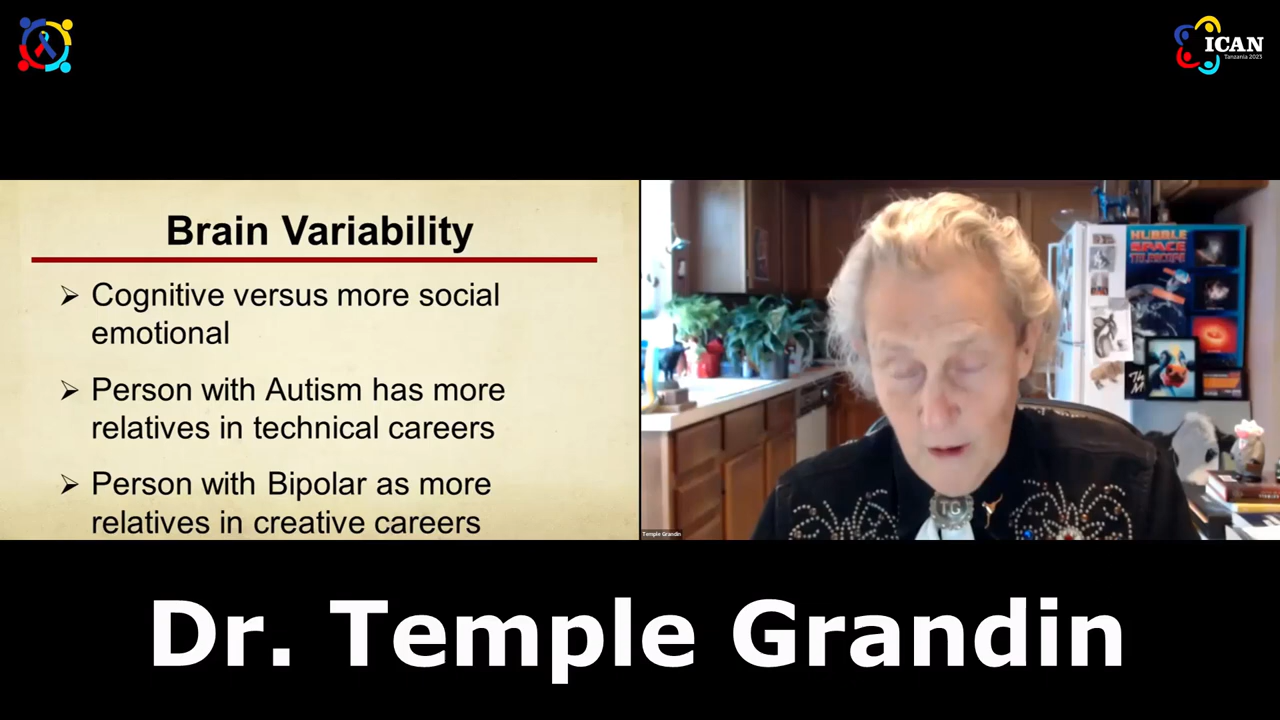 ICAN
Tanzania 2023
Brain Variability
Cognitive versus more social
emotional
Person with Autism has more
relatives in technical careers
Person with Bipolar as more
relatives in creative careers
HUBBLE
SPACE
TELESCOPE
TG
Temple Grandin
Dr. Temple Grandin